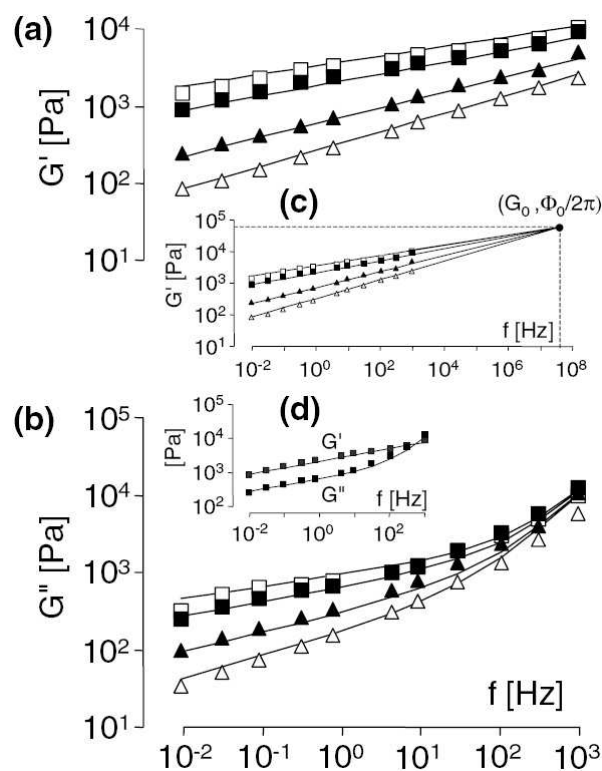 (a)
10⁴
10³
10²
10¹
G' [Pa]
(c)
(G₀ ,Φ₀/2π)
10⁵
10⁴
10³
10²
10¹
G' [Pa]
f [Hz]
10⁻² 10⁰ 10² 10⁴ 10⁶ 10⁸
(b)
10⁵
10⁴
10³
10²
10¹
G" [Pa]
(d)
10⁵
10⁴
10³
10²
[Pa]
G'
G"
f [Hz]
10⁻² 10⁰ 10²
f [Hz]
10⁻² 10⁻¹ 10⁰ 10¹ 10² 10³